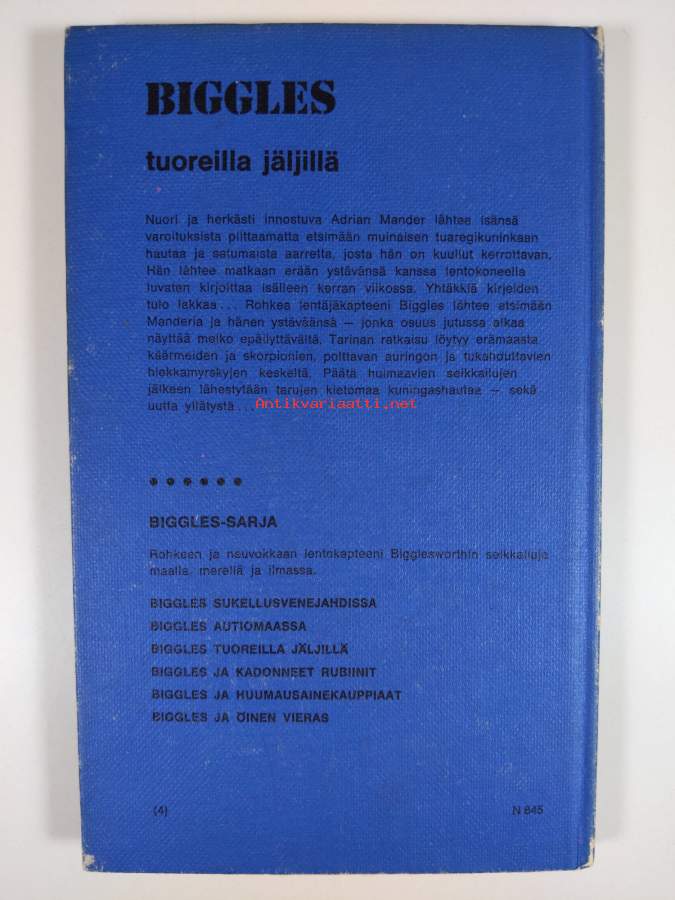 BIGGLES
tuoreilla jäljillä
Nuori ja herkästi innostuva Adrian Mander lähtee isänsä
varoituksista piittaamatta etsimään muinaisen tuaregikuninkaan
hautaa ja satumaista aarretta, josta hän on kuullut kerrottavan.
Hän lähtee matkaan erään ystävänsä kanssa lentokoneella
luvaten kirjoittaa isälleen kerran viikossa. Yhtäkkiä kirjeiden
tulo lakkaa... Rohkea lentäjäkapteeni Biggles lähtee etsimään
Manderia ja hänen ystäväänsä — jonka osuus jutussa alkaa
näyttää melko epäilyttävältä. Tarinan ratkaisu löytyy erämaasta
käärmeiden ja skorpionien, polttavan auringon ja tukahduttavien
hiekkamyrskyjen keskeltä. Päätä huimaavien seikkailujen
jälkeen lähestytään tarujen kietomaa kuningashautaa — sekä
uutta yllätystä...
Antikvariaatti.net
BIGGLES-SARJA
Rohkean ja neuvokkaan lentokapteeni Bigglesworthin seikkailuja
maalla, merellä ja ilmassa.
BIGGLES SUKELLUSVENEJAHDISSA
BIGGLES AUTIOMAASSA
BIGGLES TUOREILLA JÄLJILLÄ
BIGGLES JA KADONNEET RUBIINIT
BIGGLES JA HUUMAUSAINEKAUPPIAAT
BIGGLES JA ÖINEN VIERAS
(4)
N 645